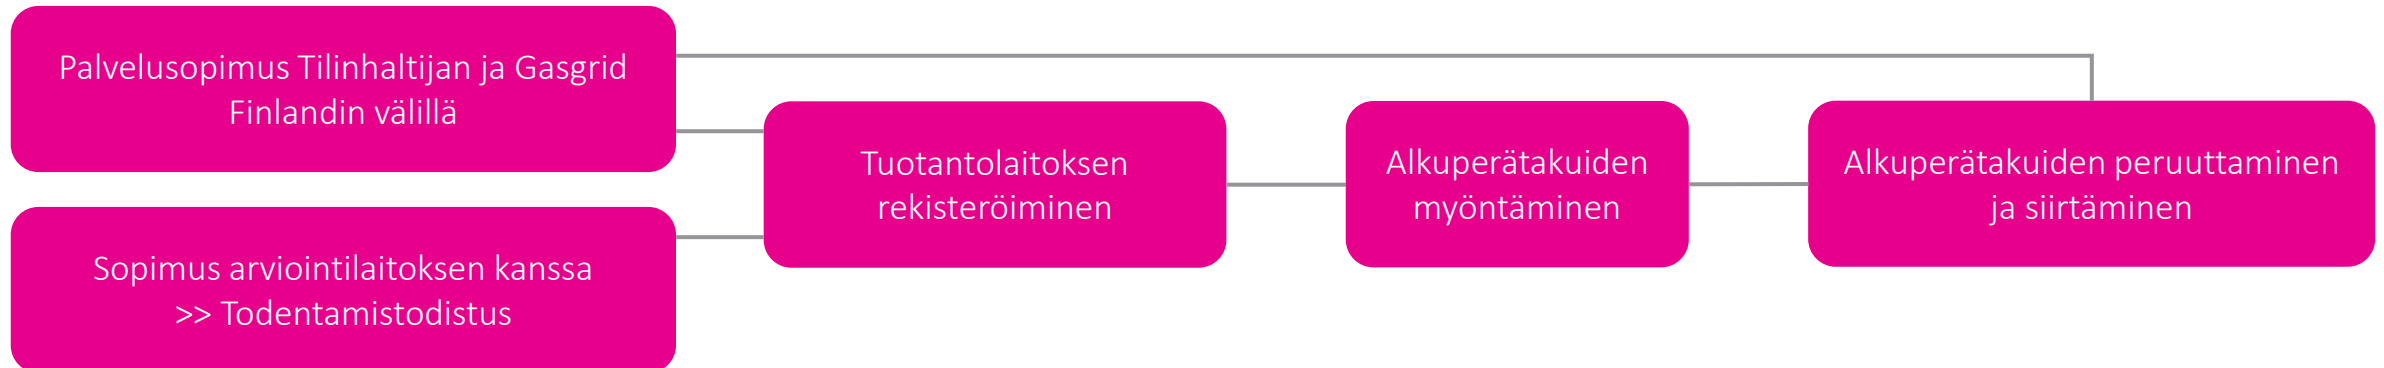 Palvelusopimus Tilinhaltijan ja Gasgrid
Finlandin välillä
Sopimus arviointilaitoksen kanssa
>> Todentamistodistus
Tuotantolaitoksen
rekisteröiminen
Alkuperätakuiden
myöntäminen
Alkuperätakuiden peruuttaminen
ja siirtäminen